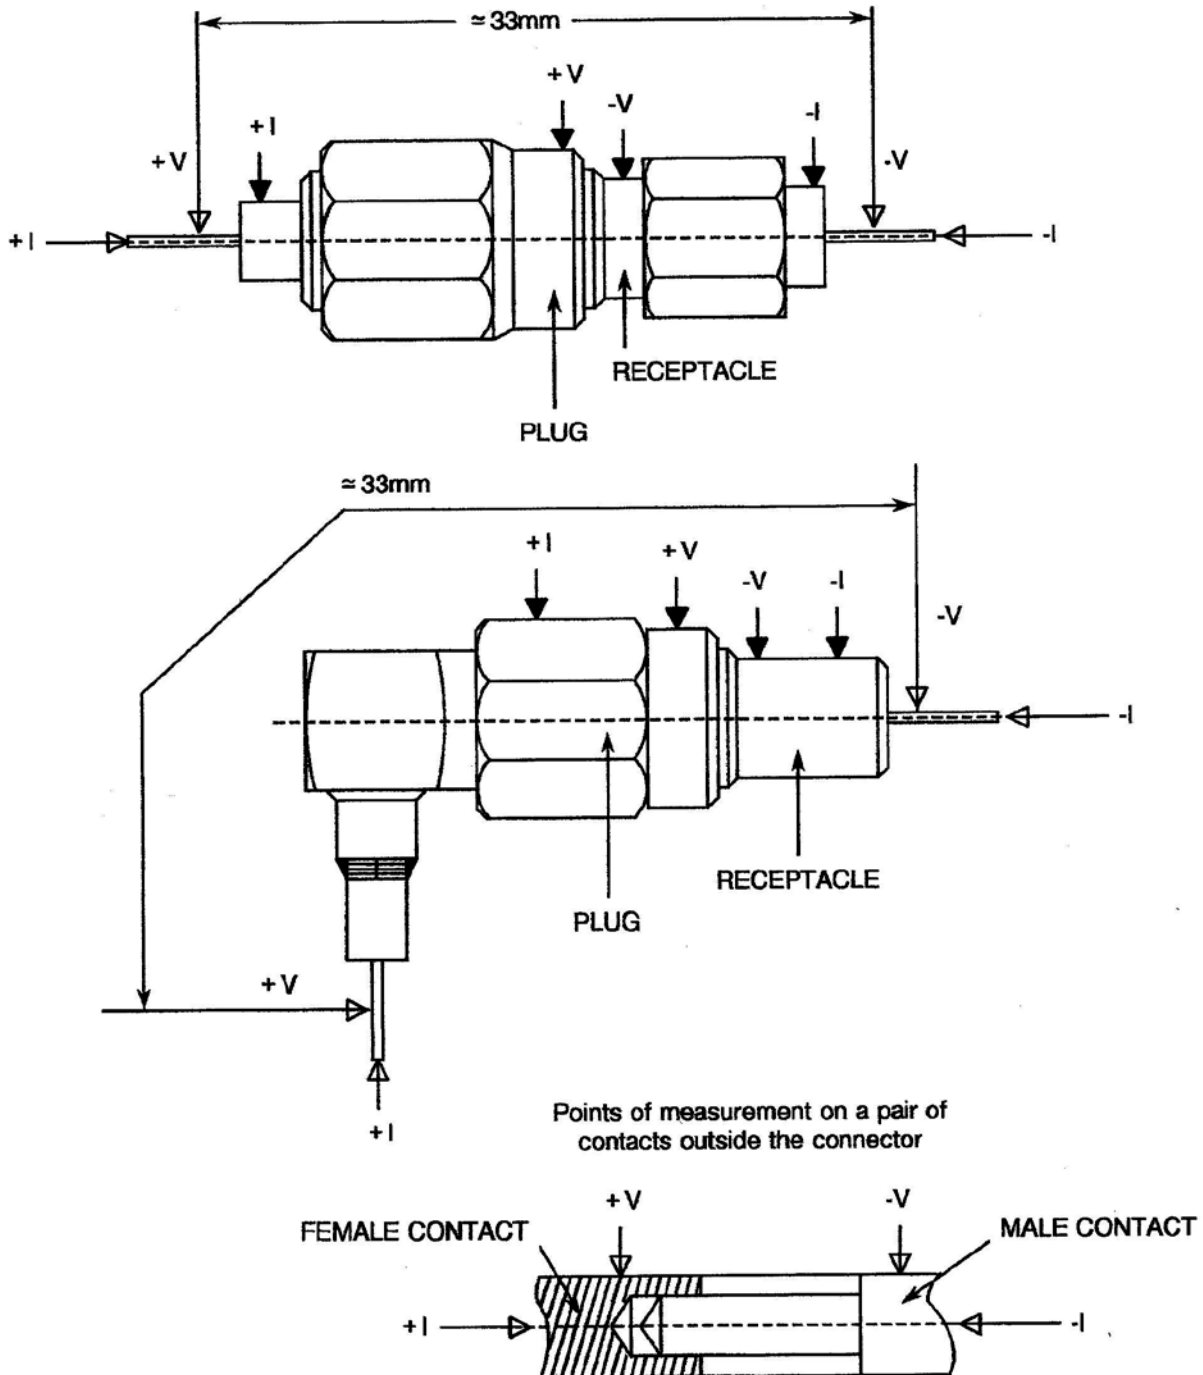 ≃ 33mm
+V
-V
+I
-I
+V
-V
+I
-I
RECEPTACLE
PLUG
≃ 33mm
+I
+V
-V
-I
-V
-I
RECEPTACLE
PLUG
+V
+I
Points of measurement on a pair of
contacts outside the connector
+V
-V
FEMALE CONTACT
MALE CONTACT
+I
-I